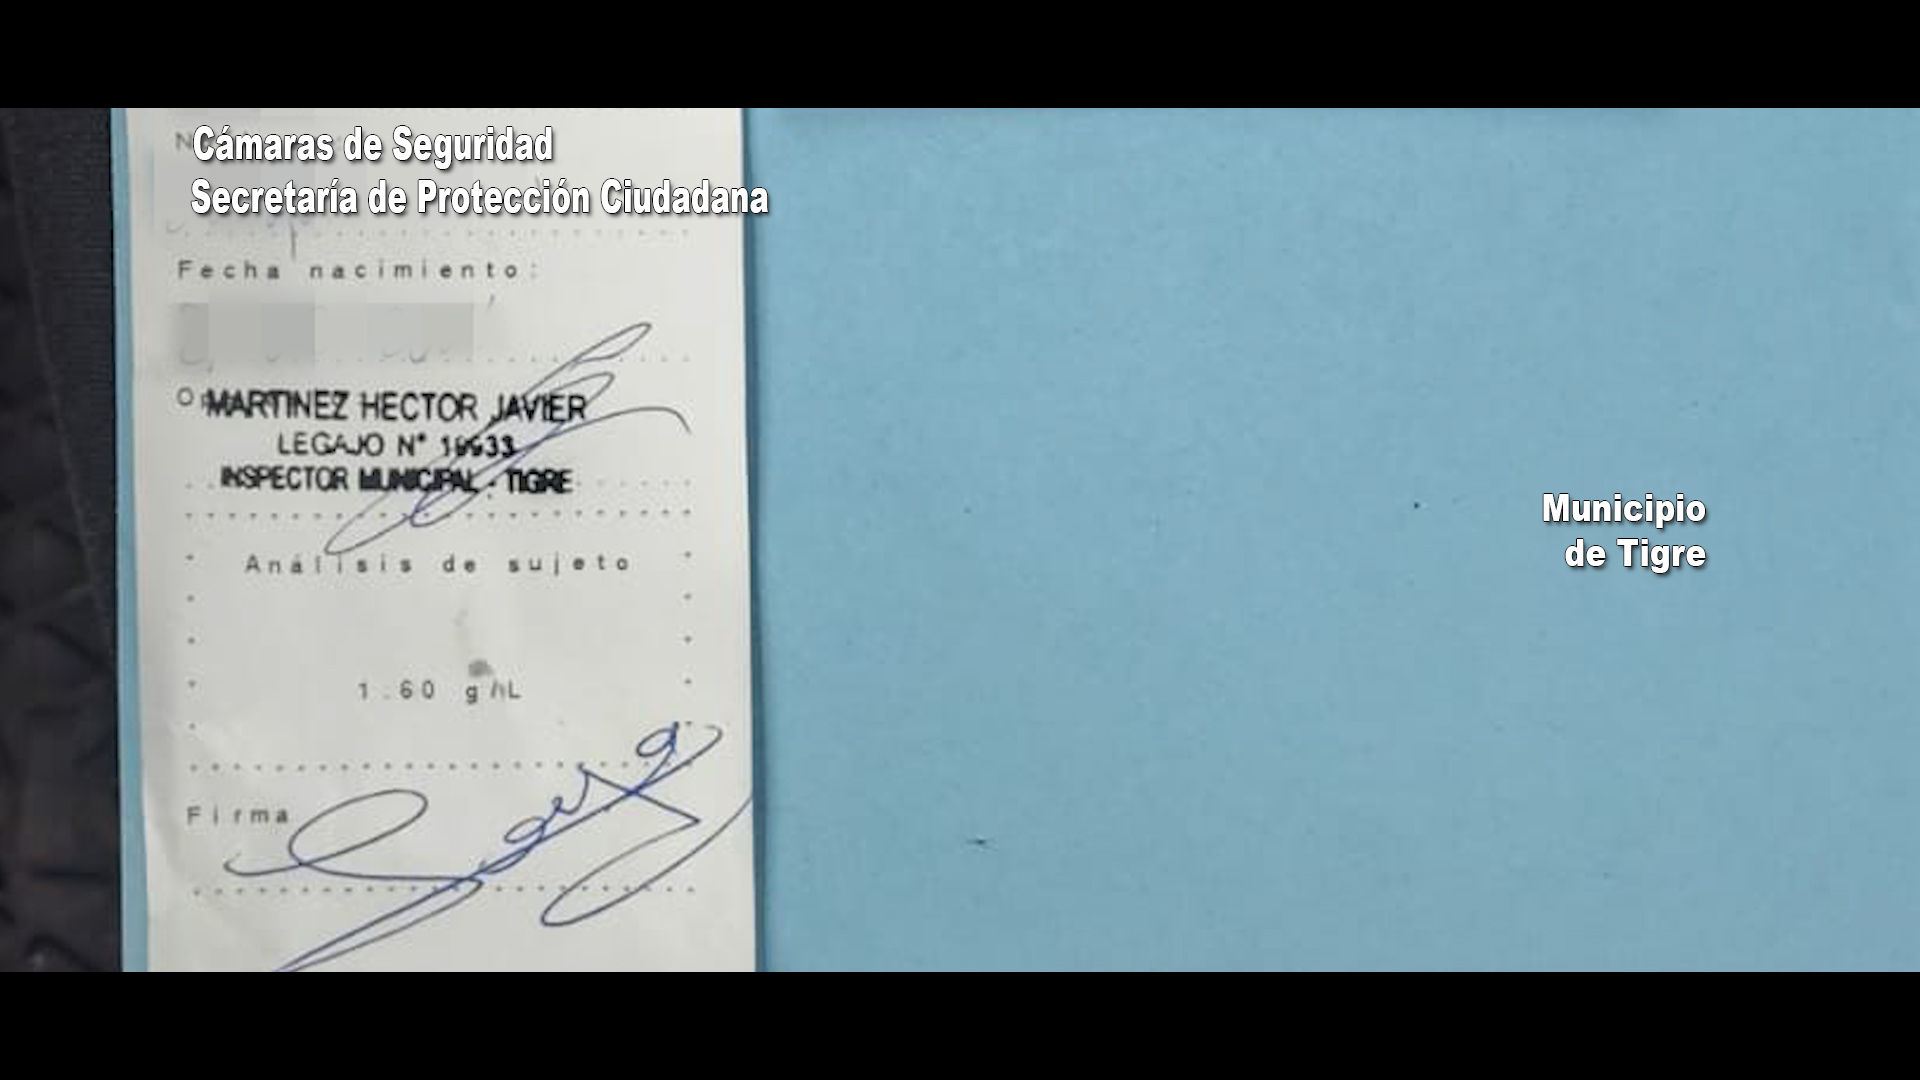 Cámaras de Seguridad
Secretaría de Protección Ciudadana
Fecha nacimiento:
MARTINEZ HECTOR JAVIER
LEGAJO N°
INSPECTOR MUNICIPAL - TIGRE
Análisis de sujeto
1.60 g/L
Firma
Municipio
de Tigre